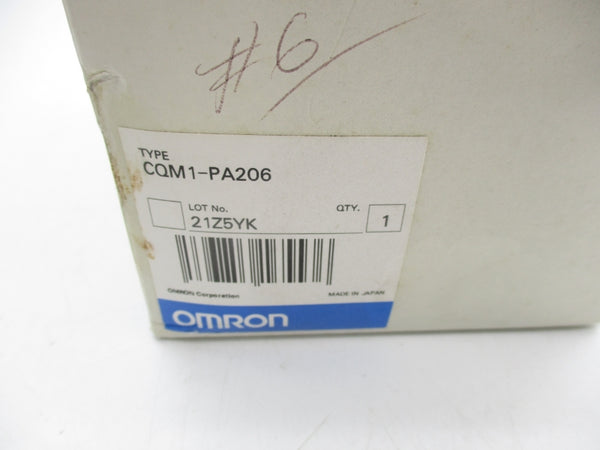 #6
TYPE
CQM1-PA206
LOT No. QTY.
21Z5YK 1
OMRON Corporation MADE IN JAPAN
OMRON